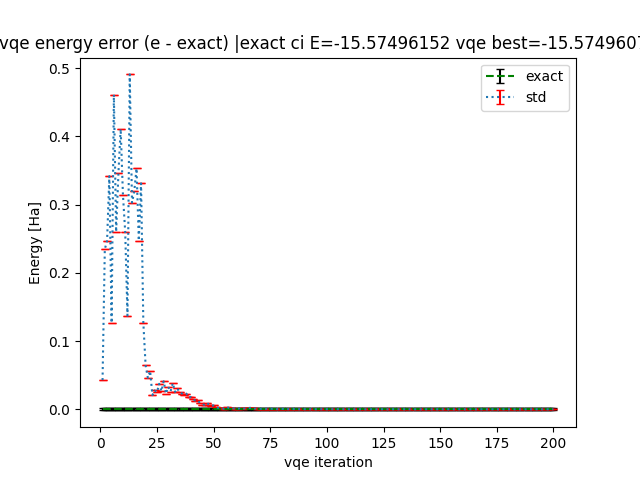 vqe energy error (e - exact) |exact ci E=-15.57496152 vqe best=-15.5749607
exact
std
0.5
0.4
0.3
0.2
0.1
0.0
Energy [Ha]
0 25 50 75 100 125 150 175 200
vqe iteration